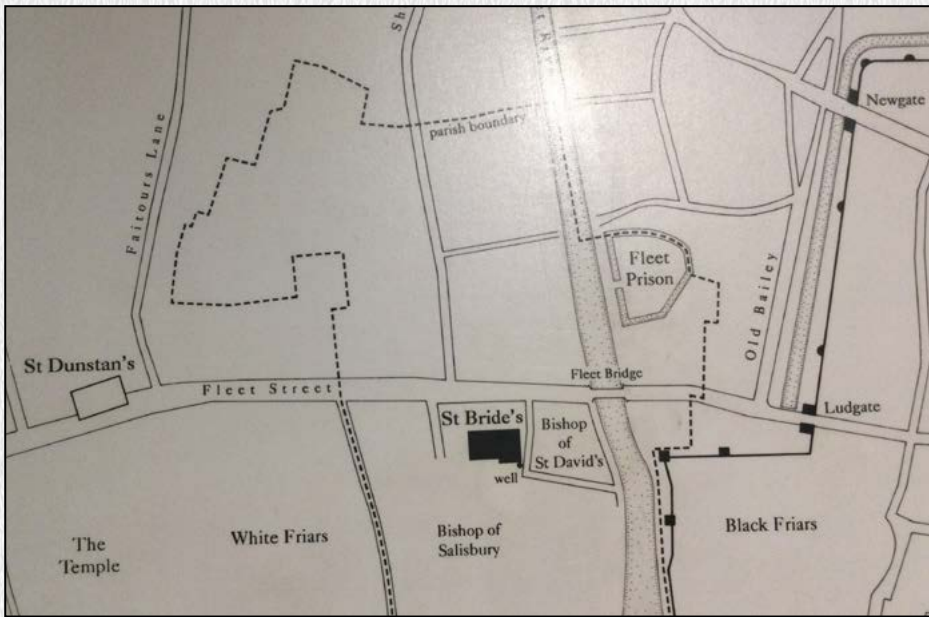 Sh
Newgate
parish boundary
Faitours Lane
Fleet
Prison
Old Bailey
St Dunstan's
Fleet Street
Fleet Bridge
Ludgate
St Bride's
Bishop
of
St David's
well
The
Temple
White Friars
Bishop of
Salisbury
Black Friars